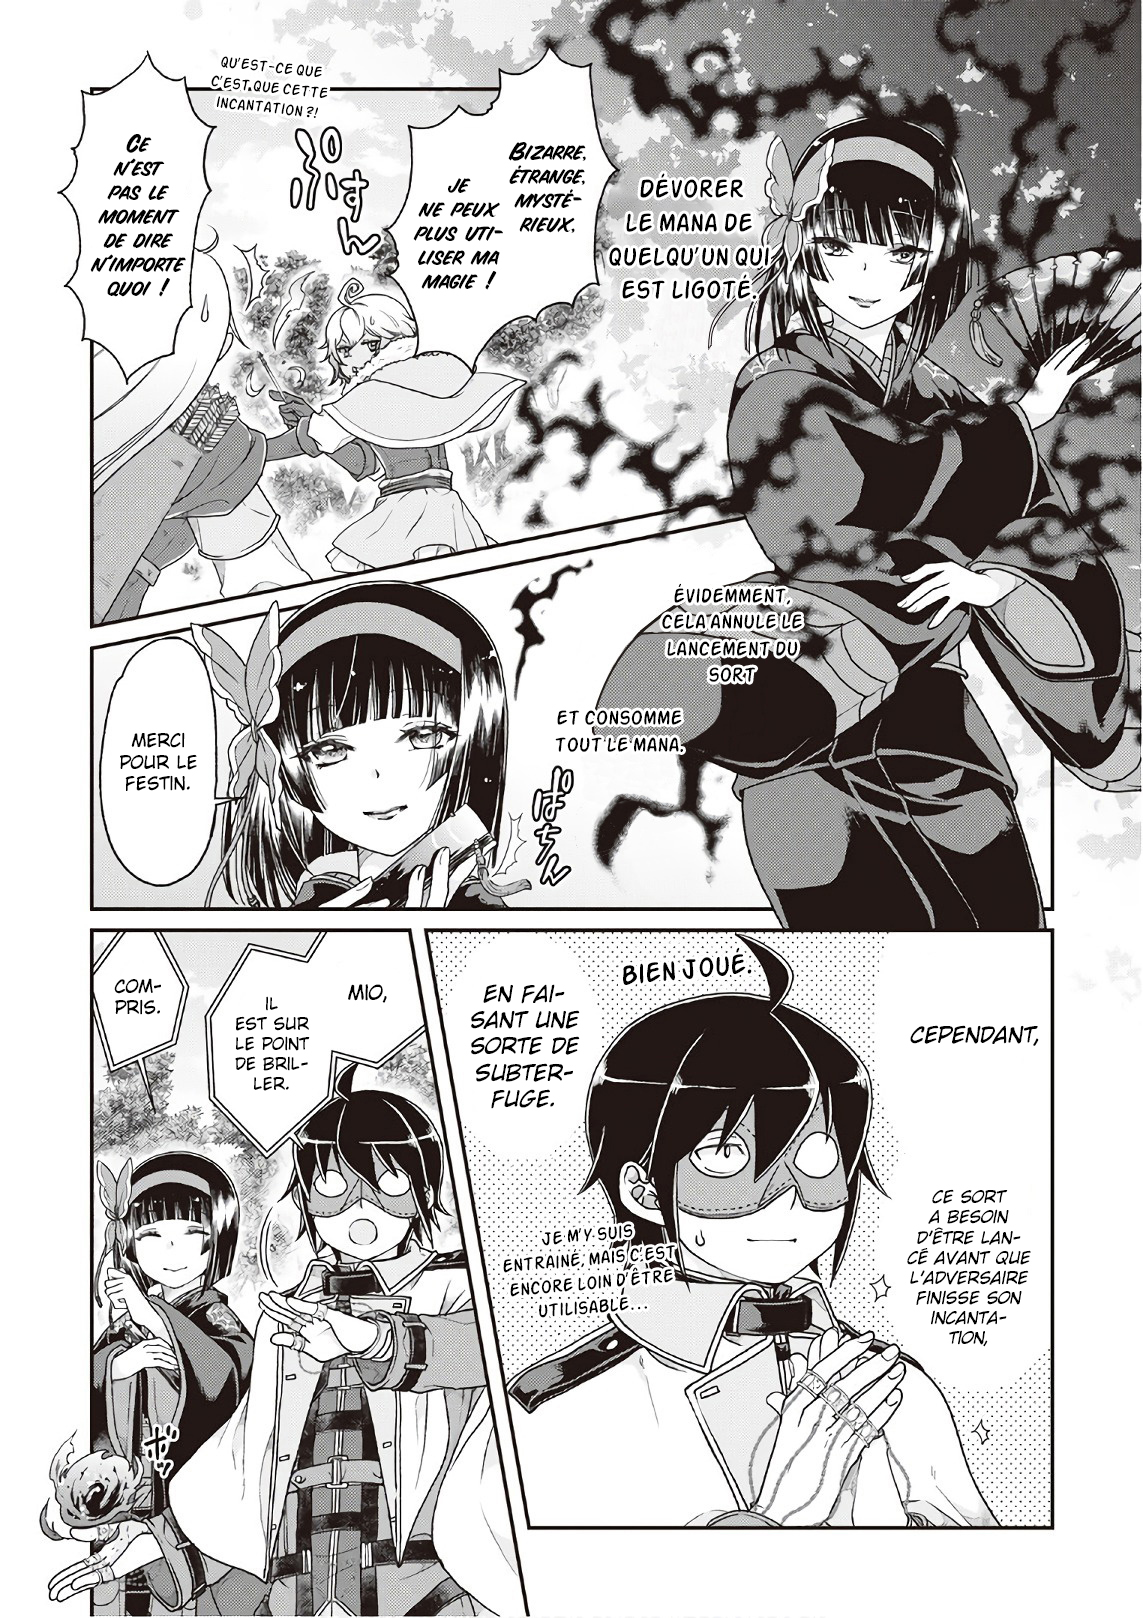 DÉVORER
LE MANA DE
QUELQU'UN QUI
EST LIGOTÉ.
BIZARRE,
ÉTRANGE,
MYSTÉ-
RIEUX,
JE
NE PEUX
PLUS UTI-
LISER MA
MAGIE !
ぷすん
QU'EST-CE QUE
C'EST QUE CETTE
INCANTATION ?!
CE
N'EST
PAS LE
MOMENT
DE DIRE
N'IMPORTE
QUOI !
ÉVIDEMMENT,
CELA ANNULE LE
LANCEMENT DU
SORT
ET CONSOMME
TOUT LE MANA.
ぱちん
MERCI
POUR LE
FESTIN.
CEPENDANT,
CE SORT
A BESOIN
D'ÊTRE LAN-
CÉ AVANT QUE
L'ADVERSAIRE
FINISSE SON
INCANTA-
TION,
BIEN JOUÉ.
EN FAI-
SANT UNE
SORTE DE
SUBTER-
FUGE.
JE M'Y SUIS
ENTRAINÉ, MAIS C'EST
ENCORE LOIN D'ÊTRE
UTILISABLÉ...
MIO,
IL
EST SUR
LE POINT
DE BRIL-
LER.
COM-
PRIS.
ボッ